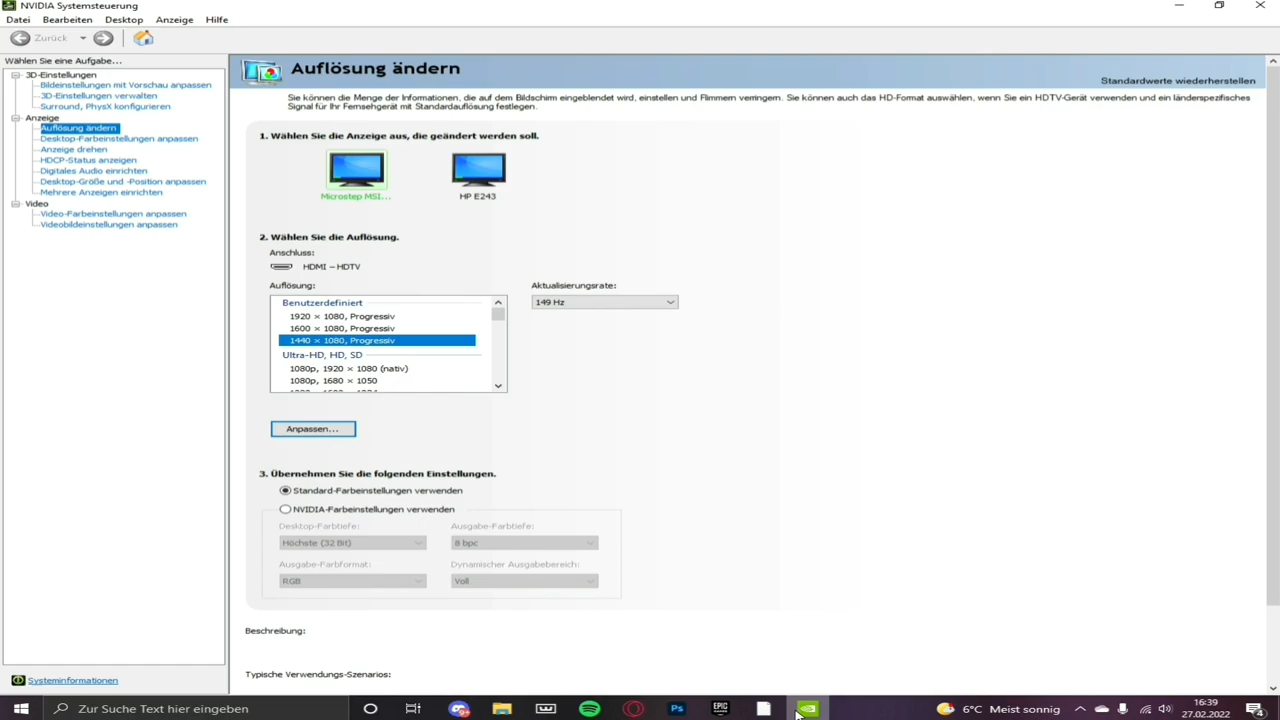 NVIDIA Systemsteuerung
Datei Bearbeiten Desktop Anzeige Hilfe
Zurück
Wählen Sie eine Aufgabe...
3D-Einstellungen
Bildeinstellungen mit Vorschau anpassen
3D-Einstellungen verwalten
Surround, PhysX konfigurieren
Anzeige
Auflösung ändern
Desktop-Farbeinstellungen anpassen
Anzeige drehen
HDCP-Status anzeigen
Digitales Audio einrichten
Desktop-Größe und -Position anpassen
Mehrere Anzeigen einrichten
Video
Video-Farbeinstellungen anpassen
Videobildeinstellungen anpassen
Systeminformationen
Auflösung ändern
Standardwerte wiederherstellen
Sie können die Menge der Informationen, die auf dem Bildschim eingeblendet wird, einstellen und Flimmern verringern. Sie können auch das HD-Format auswählen, wenn Sie ein HDTV-Gerät verwenden und ein länderspezifisches
Signal für Ihr Fernsehgerät mit Standardauflösung festlegen.
1. Wählen Sie die Anzeige aus, die geändert werden soll.
Microstep MSI...
HP E243
2. Wählen Sie die Auflösung.
Anschluss:
HDMI – HDTV
Auflösung:
Aktualisierungsrate:
Benutzerdefiniert
149 Hz
1920 × 1080, Progressiv
1600 × 1080, Progressiv
1440 × 1080, Progressiv
Ultra-HD, HD, SD
1080p, 1920 × 1080 (nativ)
1080p, 1680 × 1050
Anpassen...
3. Übernehmen Sie die folgenden Einstellungen.
Standard-Farbeinstellungen verwenden
NVIDIA-Farbeinstellungen verwenden
Desktop-Farbtiefe:
Ausgabe-Farbtiefe:
Höchste (32 Bit)
8 bpc
Ausgabe-Farbformat:
Dynamischer Ausgabebereich:
RGB
Voll
Beschreibung:
Typische Verwendungs-Szenarios:
Zur Suche Text hier eingeben
Ps
EPIC
6°C Meist sonnig
16:39
27.02.2022
4